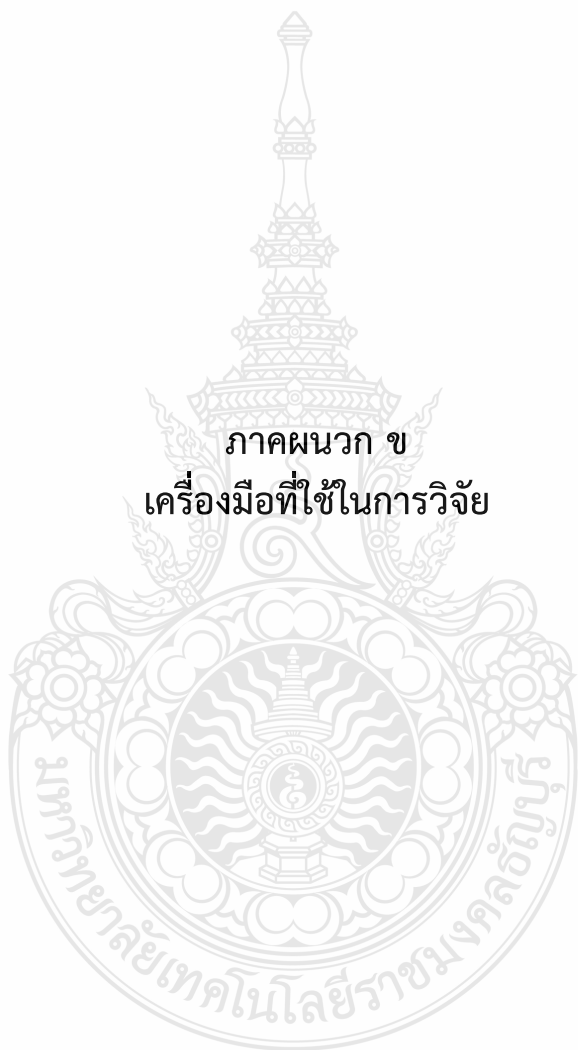 ภาคผนวก ข
เครื่องมือที่ใช้ในการวิจัย
มหาวิทยาลัยเทคโนโลยีราชมงคลธัญบุรี